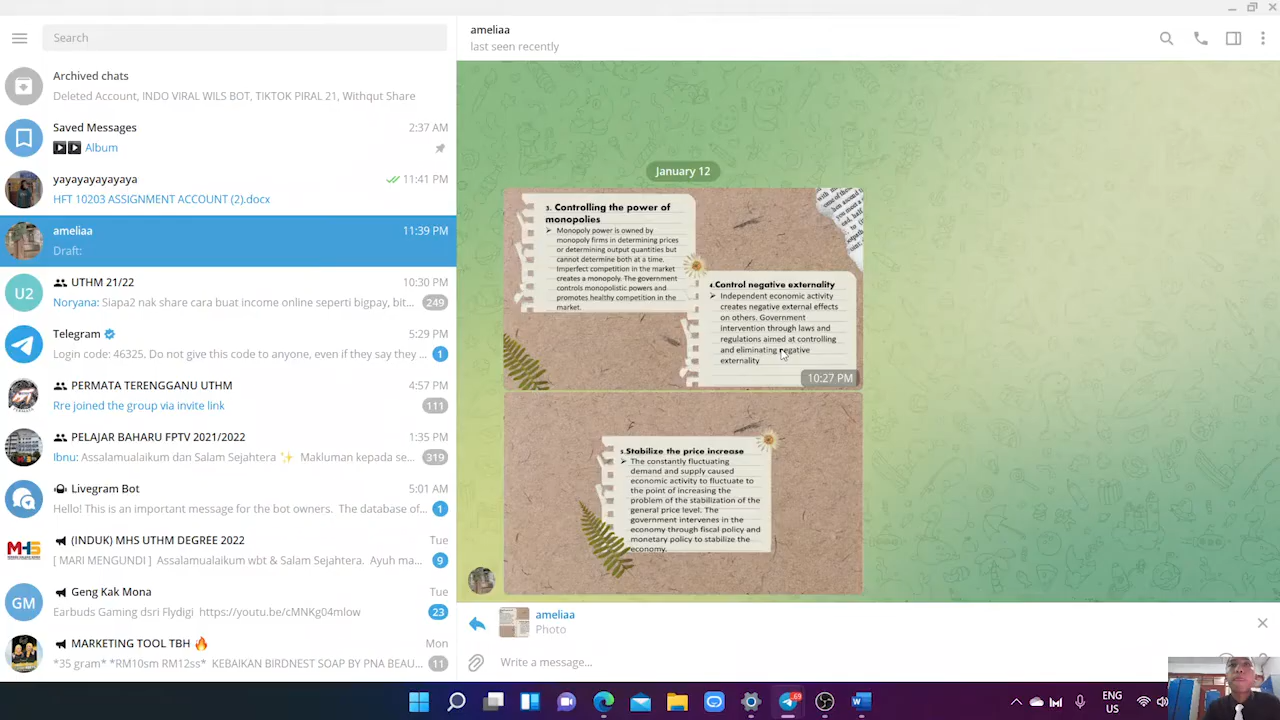 Search
Archived chats
Deleted Account, INDO VIRAL WILS BOT, TIKTOK PIRAL 21, Withqut Share
Saved Messages
2:37 AM
Album
yayayayayayaya
11:41 PM
HFT 10203 ASSIGNMENT ACCOUNT (2).docx
ameliaa
11:39 PM
Draft:
U2
UTHM 21/22
10:30 PM
Noryana: Siapa2 nak share cara buat income online seperti bigpay, bit...
249
Telegram
5:29 PM
Login code: 46325. Do not give this code to anyone, even if they say they ...
1
PERMATA TERENGGANU UTHM
4:57 PM
Rre joined the group via invite link
111
PELAJAR BAHARU FPTV 2021/2022
1:35 PM
Ibnu: Assalamualaikum dan Salam Sejahtera ✨ Makluman kepada se...
319
Livegram Bot
5:01 AM
Hello! This is an important message for the bot owners. The database of...
1
MHS
(INDUK) MHS UTHM DEGREE 2022
Tue
[ MARI MENGUNDI ] Assalamualaikum wbt & Salam Sejahtera. Ayuh ma...
9
GM
Geng Kak Mona
Tue
Earbuds Gaming dsri Flydigi https://youtu.be/cMNKg04mlow
23
MARKETING TOOL TBH 🔥
Mon
*35 gram* *RM10sm RM12ss* KEBAIKAN BIRDNEST SOAP BY PNA BEAU...
11
ameliaa
last seen recently
January 12
3. Controlling the power of
monopolies
➢ Monopoly power is owned by
monopoly firms in determining prices
or determining output quantities but
cannot determine both at a time.
Imperfect competition in the market
creates a monopoly. The government
controls monopolistic powers and
promotes healthy competition in the
market.
4.Control negative externality
➢ Independent economic activity
creates negative external effects
on others. Government
intervention through laws and
regulations aimed at controlling
and eliminating negative
externality
10:27 PM
5.Stabilize the price increase
➢ The constantly fluctuating
demand and supply caused
economic activity to fluctuate to
the point of increasing the
problem of the stabilization of the
general price level. The
government intervenes in the
economy through fiscal policy and
monetary policy to stabilize the
economy.
ameliaa
Photo
Write a message...
69
ENG
US